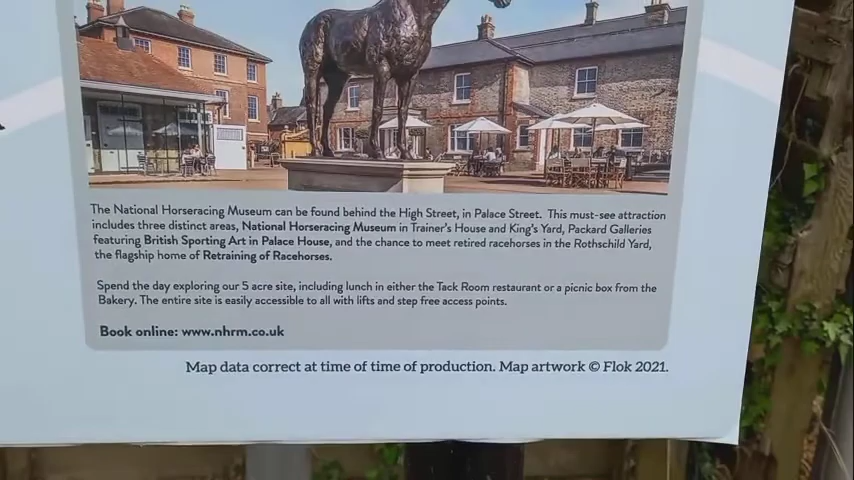 The National Horseracing Museum can be found behind the High Street, in Palace Street. This must-see attraction
includes three distinct areas, National Horseracing Museum in Trainer's House and King's Yard, Packard Galleries
featuring British Sporting Art in Palace House, and the chance to meet retired racehorses in the Rothschild Yard,
the flagship home of Retraining of Racehorses.
Spend the day exploring our 5 acre site, including lunch in either the Tack Room restaurant or a picnic box from the
Bakery. The entire site is easily accessible to all with lifts and step free access points.
Book online: www.nhrm.co.uk
Map data correct at time of time of production. Map artwork © Flok 2021.